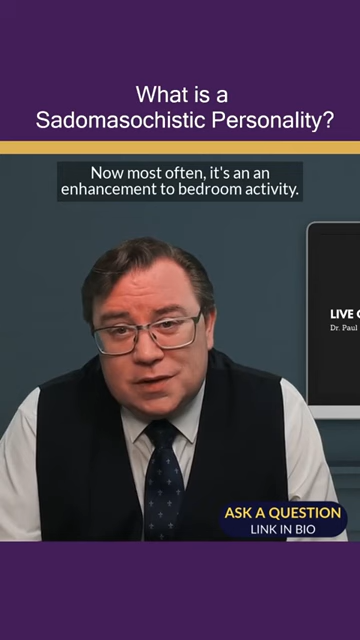 What is a
Sadomasochistic Personality?
Now most often, it's an an
enhancement to bedroom activity.
LIVE
Dr. Paul
ASK A QUESTION
LINK IN BIO